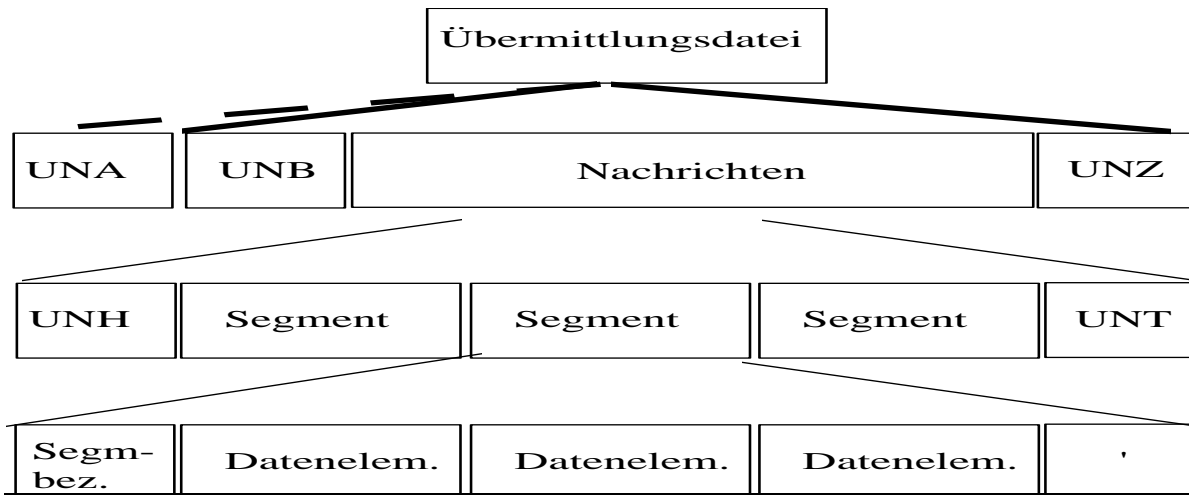 Übermittlungsdatei
UNA UNB Nachrichten UNZ
UNH Segment Segment Segment UNT
Segm-
bez. Datenelem. Datenelem. Datenelem. '